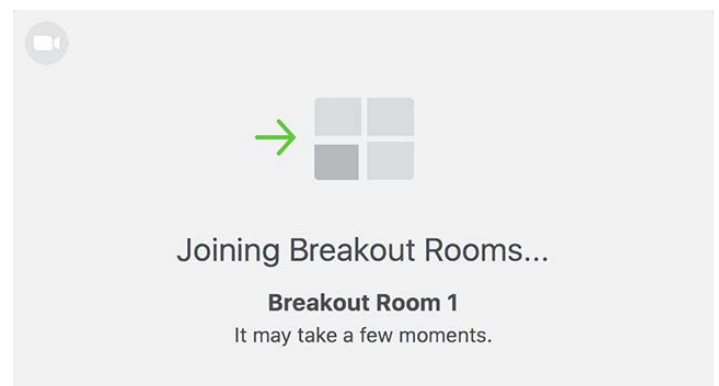 Joining Breakout Rooms...
Breakout Room 1
It may take a few moments.